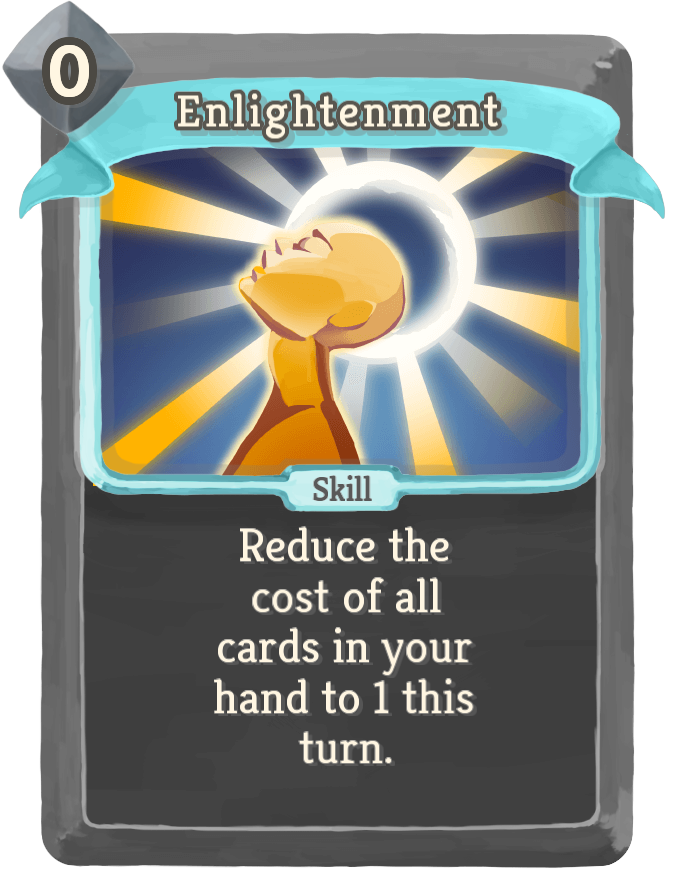 0
Enlightenment
Skill
Reduce the
cost of all
cards in your
hand to 1 this
turn.